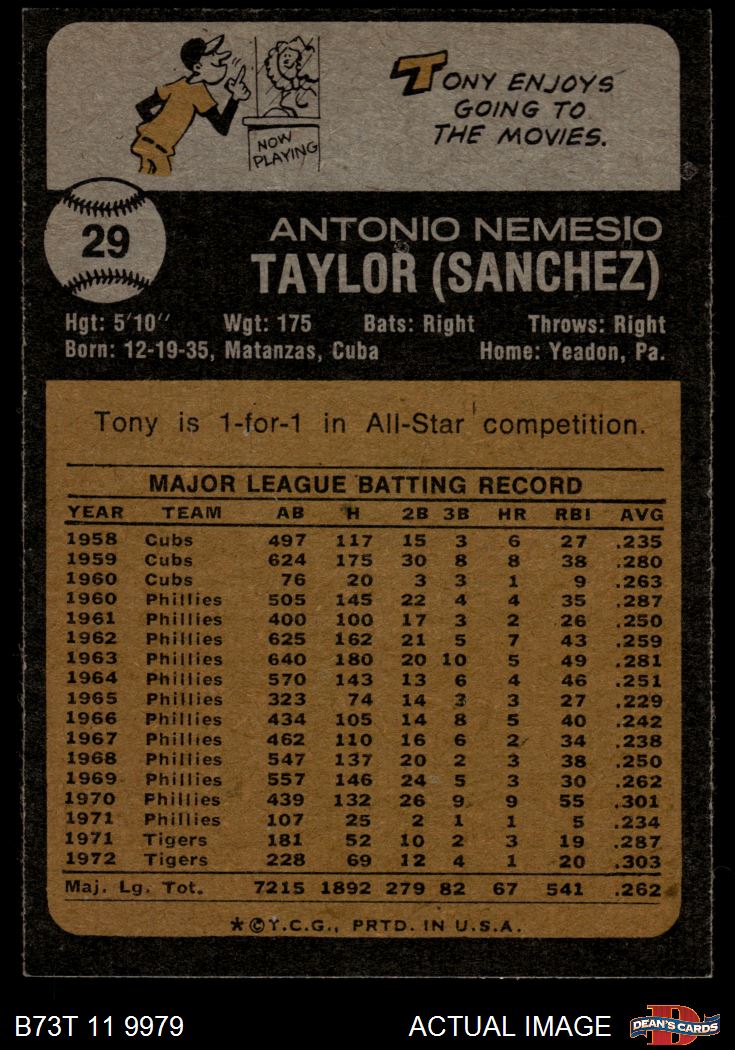 TONY ENJOYS
GOING TO
THE MOVIES.
NOW
PLAYING
29
ANTONIO NEMESIO
TAYLOR (SANCHEZ)
Hgt: 5'10" Wgt: 175 Bats: Right Throws: Right
Born: 12-19-35, Matanzas, Cuba Home: Yeadon, Pa.
Tony is 1-for-1 in All-Star competition.
MAJOR LEAGUE BATTING RECORD
YEAR TEAM AB H 2B 3B HR RBI AVG
1958 Cubs 497 117 15 3 6 27 .235
1959 Cubs 624 175 30 8 8 38 .280
1960 Cubs 76 20 3 3 1 9 .263
1960 Phillies 505 145 22 4 4 35 .287
1961 Phillies 400 100 17 3 2 26 .250
1962 Phillies 625 162 21 5 7 43 .259
1963 Phillies 640 180 20 10 5 49 .281
1964 Phillies 570 143 13 6 4 46 .251
1965 Phillies 323 74 14 3 3 27 .229
1966 Phillies 434 105 14 8 5 40 .242
1967 Phillies 462 110 16 6 2 34 .238
1968 Phillies 547 137 20 2 3 38 .250
1969 Phillies 557 146 24 5 3 30 .262
1970 Phillies 439 132 26 9 9 55 .301
1971 Phillies 107 25 2 1 1 5 .234
1971 Tigers 181 52 10 2 3 19 .287
1972 Tigers 228 69 12 4 1 20 .303
Maj. Lg. Tot. 7215 1892 279 82 67 541 .262
*©T.C.G., PRTD. IN U.S.A.
B73T 11 9979 ACTUAL IMAGE
D
DEAN'S CARDS